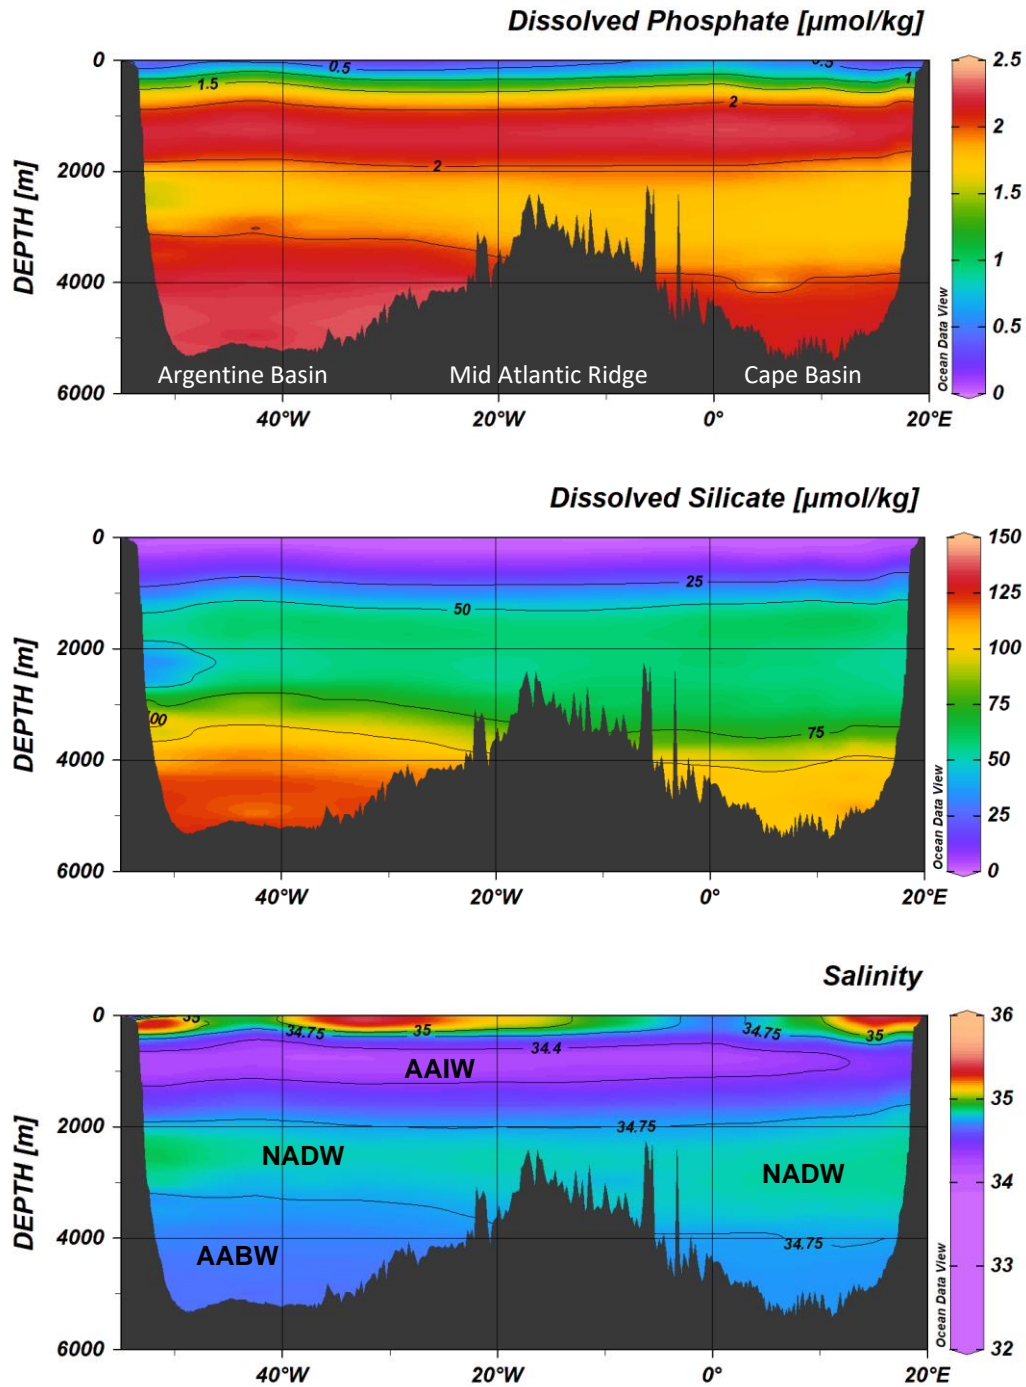 Dissolved Phosphate [µmol/kg]
0
2000
4000
6000
DEPTH [m]
0.5
0.5
1.5
1
2
2
Argentine Basin
Mid Atlantic Ridge
Cape Basin
40°W
20°W
0°
20°E
Ocean Data View
2.5
2
1.5
1
0.5
0
Dissolved Silicate [µmol/kg]
0
2000
4000
6000
DEPTH [m]
25
50
75
100
40°W
20°W
0°
20°E
Ocean Data View
150
125
100
75
50
25
0
Salinity
0
2000
4000
6000
DEPTH [m]
35
34.75
35
34.75
35
34.4
AAIW
34.75
NADW
NADW
34.75
AABW
40°W
20°W
0°
20°E
Ocean Data View
36
35
34
33
32